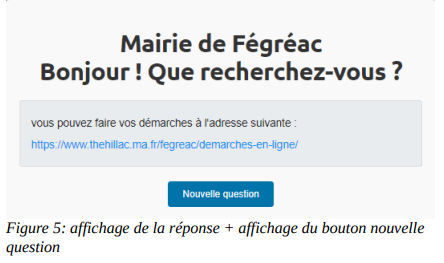 Mairie de Fégréac
Bonjour ! Que recherchez-vous ?
vous pouvez faire vos démarches à l'adresse suivante :
https://www.thehillac.ma.fr/fegreac/demarches-en-ligne/
Nouvelle question
Figure 5: affichage de la réponse + affichage du bouton nouvelle
question